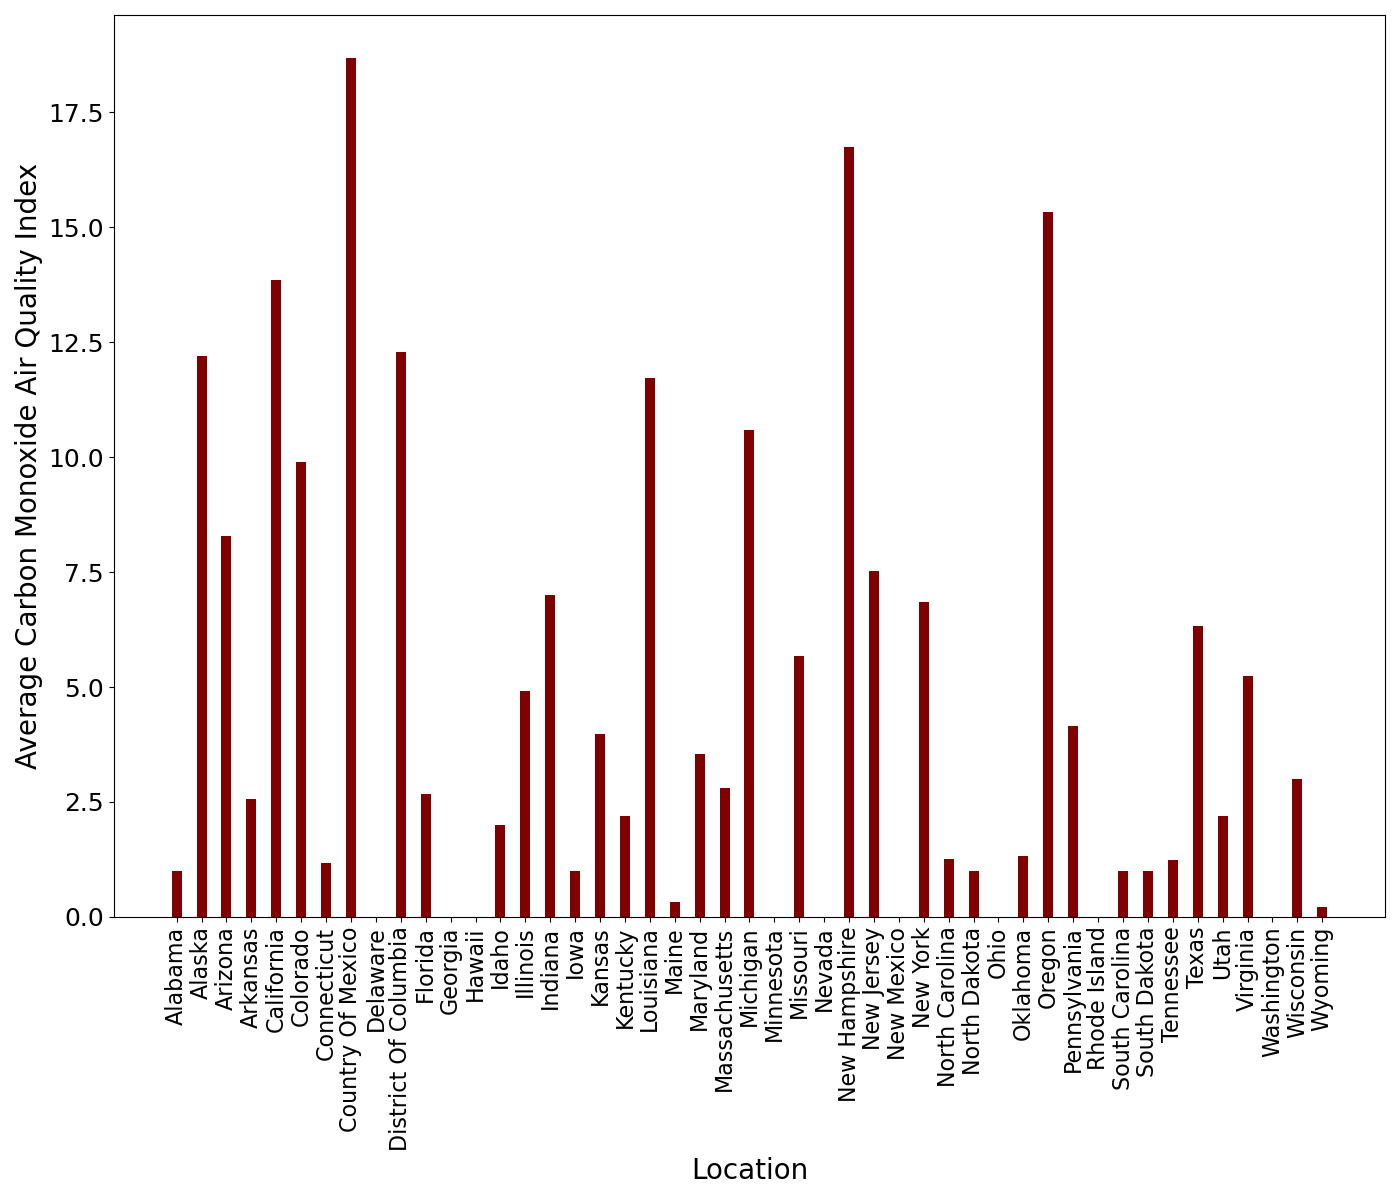 Average Carbon Monoxide Air Quality Index
17.5
15.0
12.5
10.0
7.5
5.0
2.5
0.0
Alabama
Alaska
Arizona
Arkansas
California
Colorado
Connecticut
Country Of Mexico
Delaware
District Of Columbia
Florida
Georgia
Hawaii
Idaho
Illinois
Indiana
Iowa
Kansas
Kentucky
Louisiana
Maine
Maryland
Massachusetts
Michigan
Minnesota
Missouri
Nevada
New Hampshire
New Jersey
New Mexico
New York
North Carolina
North Dakota
Ohio
Oklahoma
Oregon
Pennsylvania
Rhode Island
South Carolina
South Dakota
Tennessee
Texas
Utah
Virginia
Washington
Wisconsin
Wyoming
Location